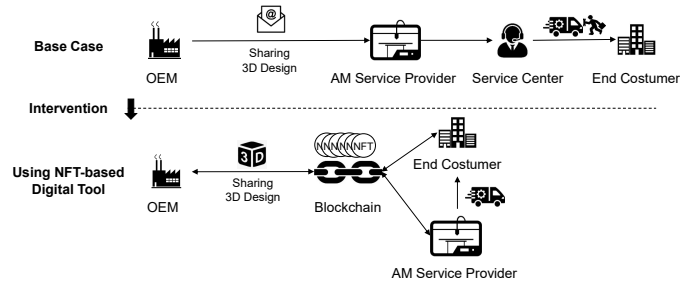 @
Base Case
Sharing
3D Design
OEM
AM Service Provider
Service Center
End Costumer
Intervention
NNNNNNFT
3D
Using NFT-based
Digital Tool
Sharing
3D Design
End Costumer
OEM
Blockchain
AM Service Provider